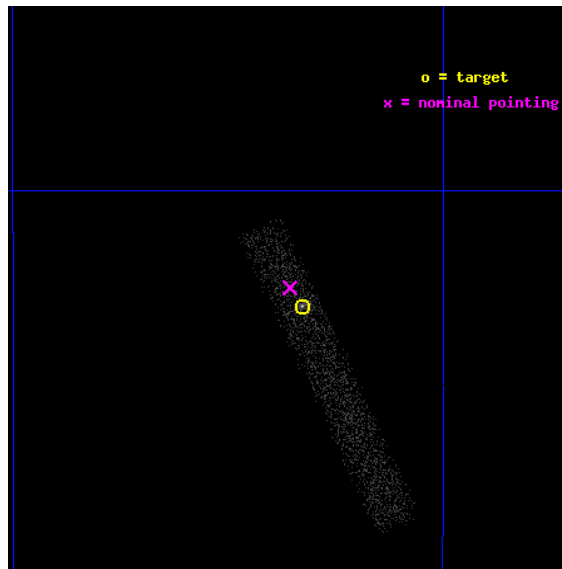 o = target
x = nominal pointing